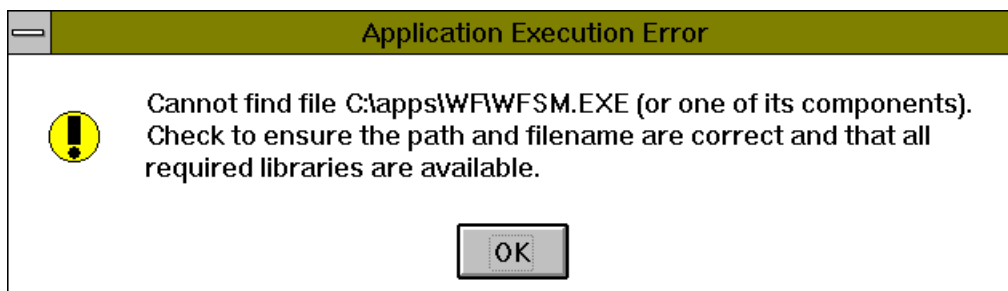 Application Execution Error
Cannot find file C:\apps\WF\WFSM.EXE (or one of its components).
Check to ensure the path and filename are correct and that all
required libraries are available.
OK